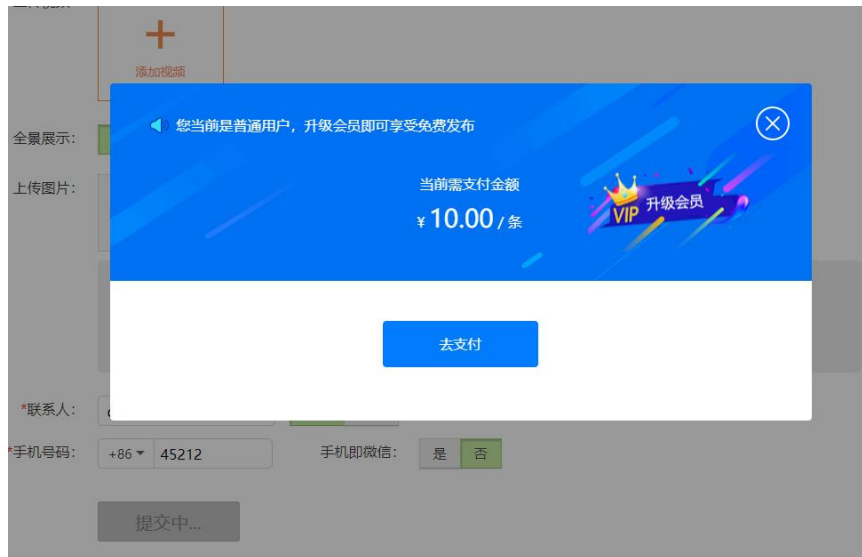 添加视频
您当前是普通用户，升级会员即可享受免费发布
全景展示：
当前需支付金额
¥ 10.00 / 条
VIP 升级会员
上传图片：
去支付
*联系人：
*手机号码：
+86 45212
手机即微信：
是 否
提交中...